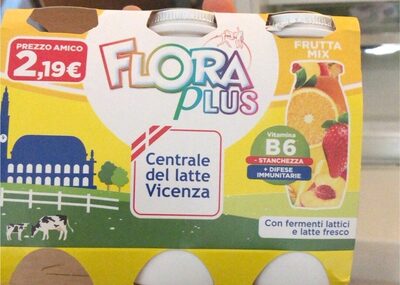 PREZZO AMICO
2,19€
FLORA
PLUS
FRUTTA
MIX
Vitamina
B6
- STANCHEZZA
+ DIFESE
IMMUNITARIE
Centrale
del latte
Vicenza
Con fermenti lattici
e latte fresco